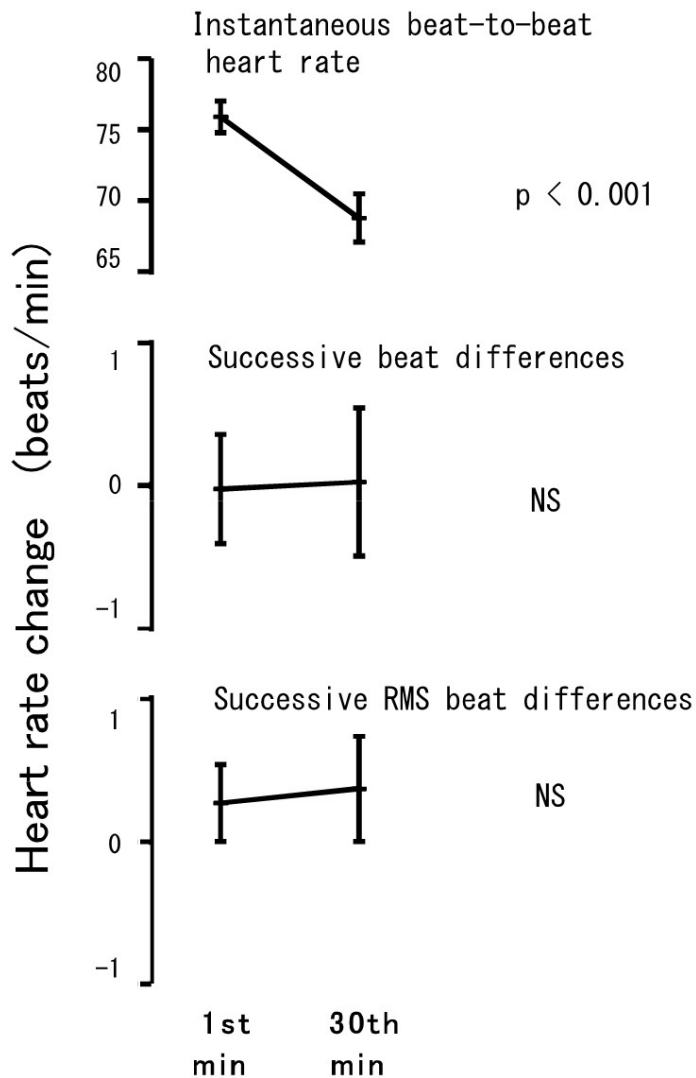 Instantaneous beat-to-beat
heart rate
80
75
70
65
p < 0.001
Heart rate change (beats/min)
1
Successive beat differences
0
NS
-1
Successive RMS beat differences
1
NS
0
-1
1st 30th
min min